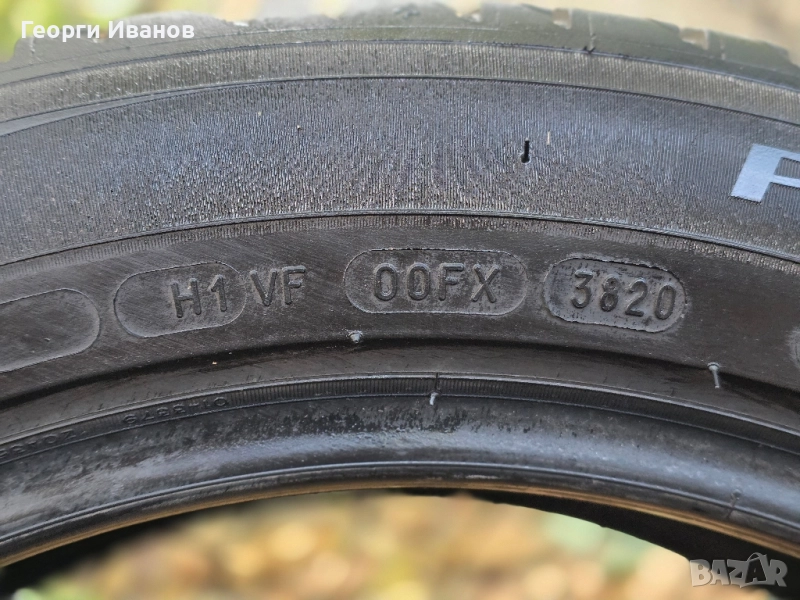 Георги Иванов
H1 VF 00FX 3820
BAZAR